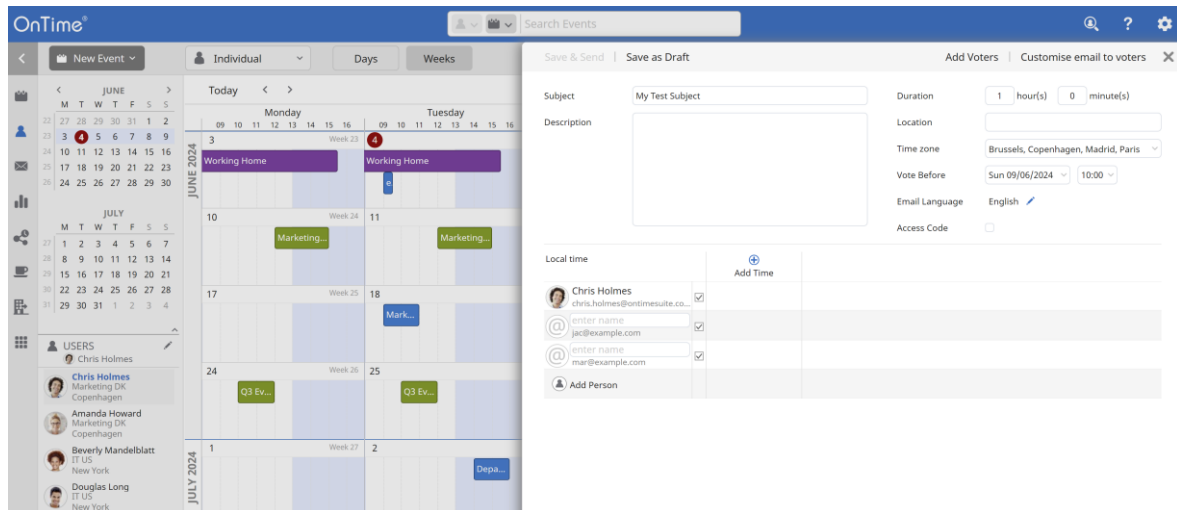 OnTime®
Search Events
New Event
Individual
Days
Weeks
Save & Send | Save as Draft
Add Voters | Customise email to voters
JUNE
M T W T F S S
22 27 28 29 30 31 1 2
23 3 4 5 6 7 8 9
24 10 11 12 13 14 15 16
25 17 18 19 20 21 22 23
26 24 25 26 27 28 29 30
JULY
M T W T F S S
27 1 2 3 4 5 6 7
28 8 9 10 11 12 13 14
29 15 16 17 18 19 20 21
30 22 23 24 25 26 27 28
31 29 30 31 1 2 3 4
USERS
Chris Holmes
Chris Holmes
Marketing DK
Copenhagen
Amanda Howard
Marketing DK
Copenhagen
Beverly Mandelblatt
IT US
New York
Douglas Long
IT US
New York
Today
Monday Tuesday
09 10 11 12 13 14 15 16 09 10 11 12 13 14 15 16
JUNE 2024
3 Week 23 4
Working Home Working Home
e
10 Week 24 11
Marketing... Marketing...
17 Week 25 18
Mark...
24 Week 26 25
Q3 Ev... Q3 Ev...
JULY 2024
1 Week 27 2
Depa...
Subject My Test Subject
Description
Duration 1 hour(s) 0 minute(s)
Location
Time zone Brussels, Copenhagen, Madrid, Paris
Vote Before Sun 09/06/2024 10:00
Email Language English
Access Code
Local time
Add Time
Chris Holmes
chris.holmes@ontimesuite.co...
@ enter name
jac@example.com
@ enter name
mar@example.com
Add Person